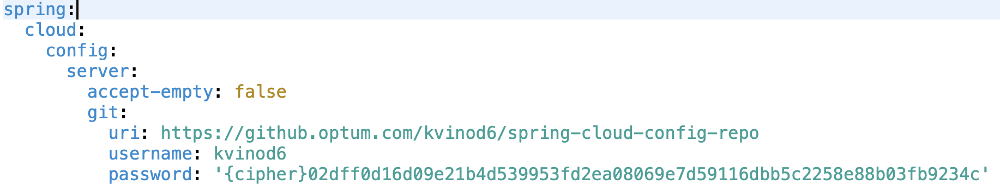 spring:
  cloud:
    config:
      server:
        accept-empty: false
        git:
          uri: https://github.optum.com/kvinod6/spring-cloud-config-repo
          username: kvinod6
          password: '{cipher}02dff0d16d09e21b4d539953fd2ea08069e7d59116dbb5c2258e88b03fb9234c'